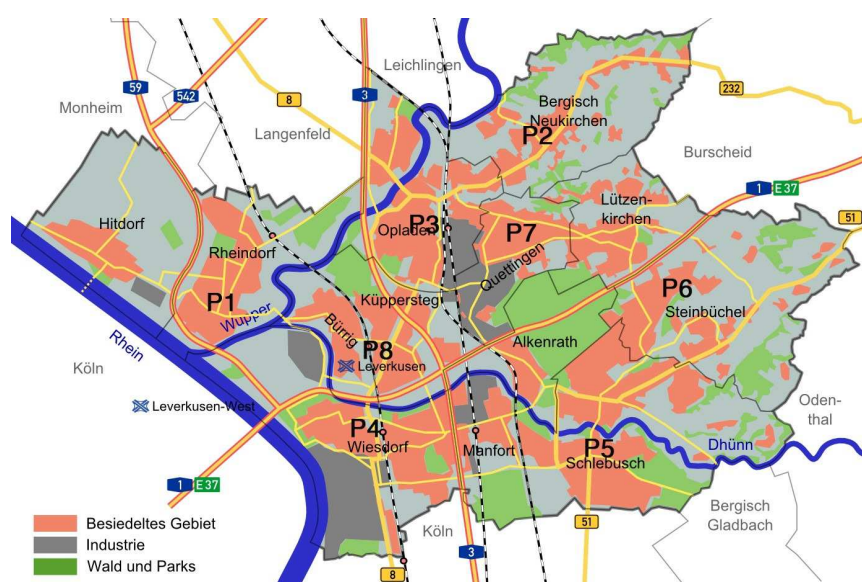 Leichlingen
59
542
8
3
Monheim
Langenfeld
232
Bergisch
Neukirchen
P2
Burscheid
1
E 37
51
Hitdorf
Rheindorf
Opladen
P3
P7
Quettingen
Lützen-
kirchen
P1
Wupper
Küppersteg
Bürrig
P6
Steinbüchel
Rhein
Köln
P8
Leverkusen
Alkenrath
Leverkusen-West
Oden-
thal
P4
Wiesdorf
Manfort
P5
Schlebusch
Dhünn
1
E 37
Köln
51
Bergisch
Gladbach
3
8
Besiedeltes Gebiet
Industrie
Wald und Parks